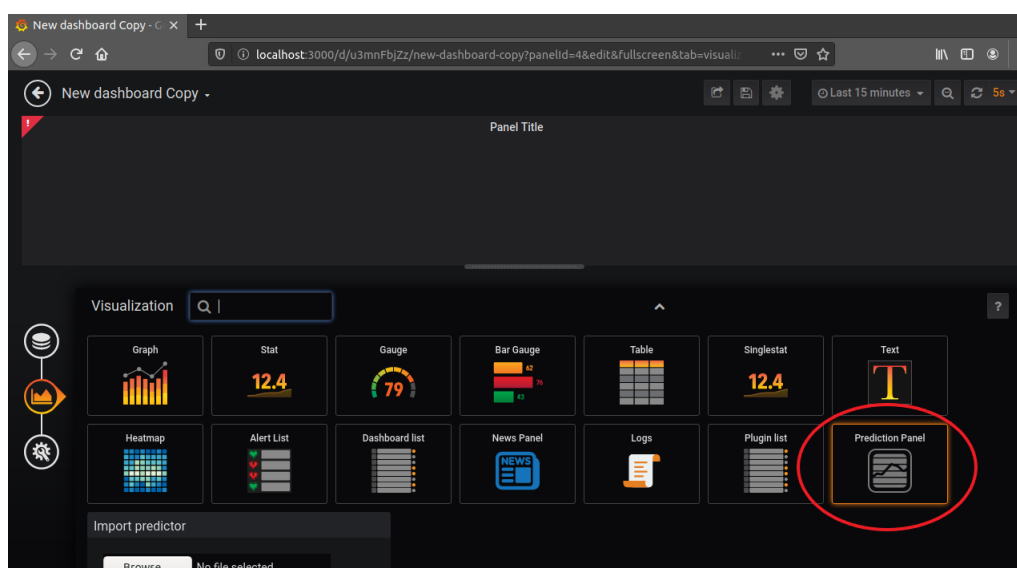 New dashboard Copy - G
localhost:3000/d/u3mnFbjZz/new-dashboard-copy?panelId=4&edit&fullscreen&tab=visuali
New dashboard Copy
Last 15 minutes
5s
!
Panel Title
Visualization
?
Graph
Stat
Gauge
Bar Gauge
Table
Singlestat
Text
12.4
79
62
76
43
12.4
T
Heatmap
Alert List
Dashboard list
News Panel
Logs
Plugin list
Prediction Panel
NEWS
Import predictor
Browse...
No file selected.